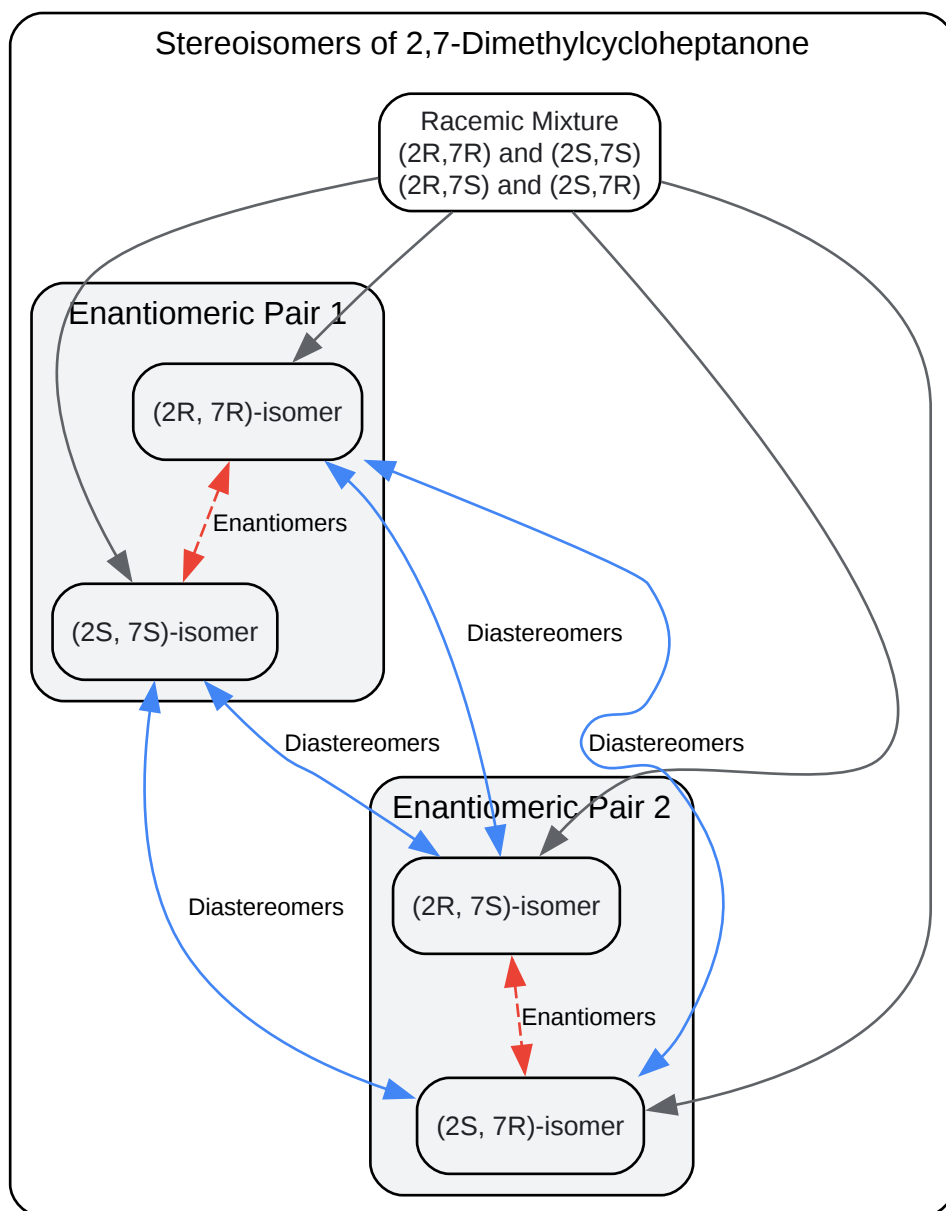 Stereoisomers of 2,7-Dimethylcycloheptanone
Racemic Mixture
(2R,7R) and (2S,7S)
(2R,7S) and (2S,7R)
Enantiomeric Pair 1
(2R, 7R)-isomer
Enantiomers
(2S, 7S)-isomer
Diastereomers
Diastereomers
Diastereomers
Enantiomeric Pair 2
(2R, 7S)-isomer
Diastereomers
Enantiomers
(2S, 7R)-isomer